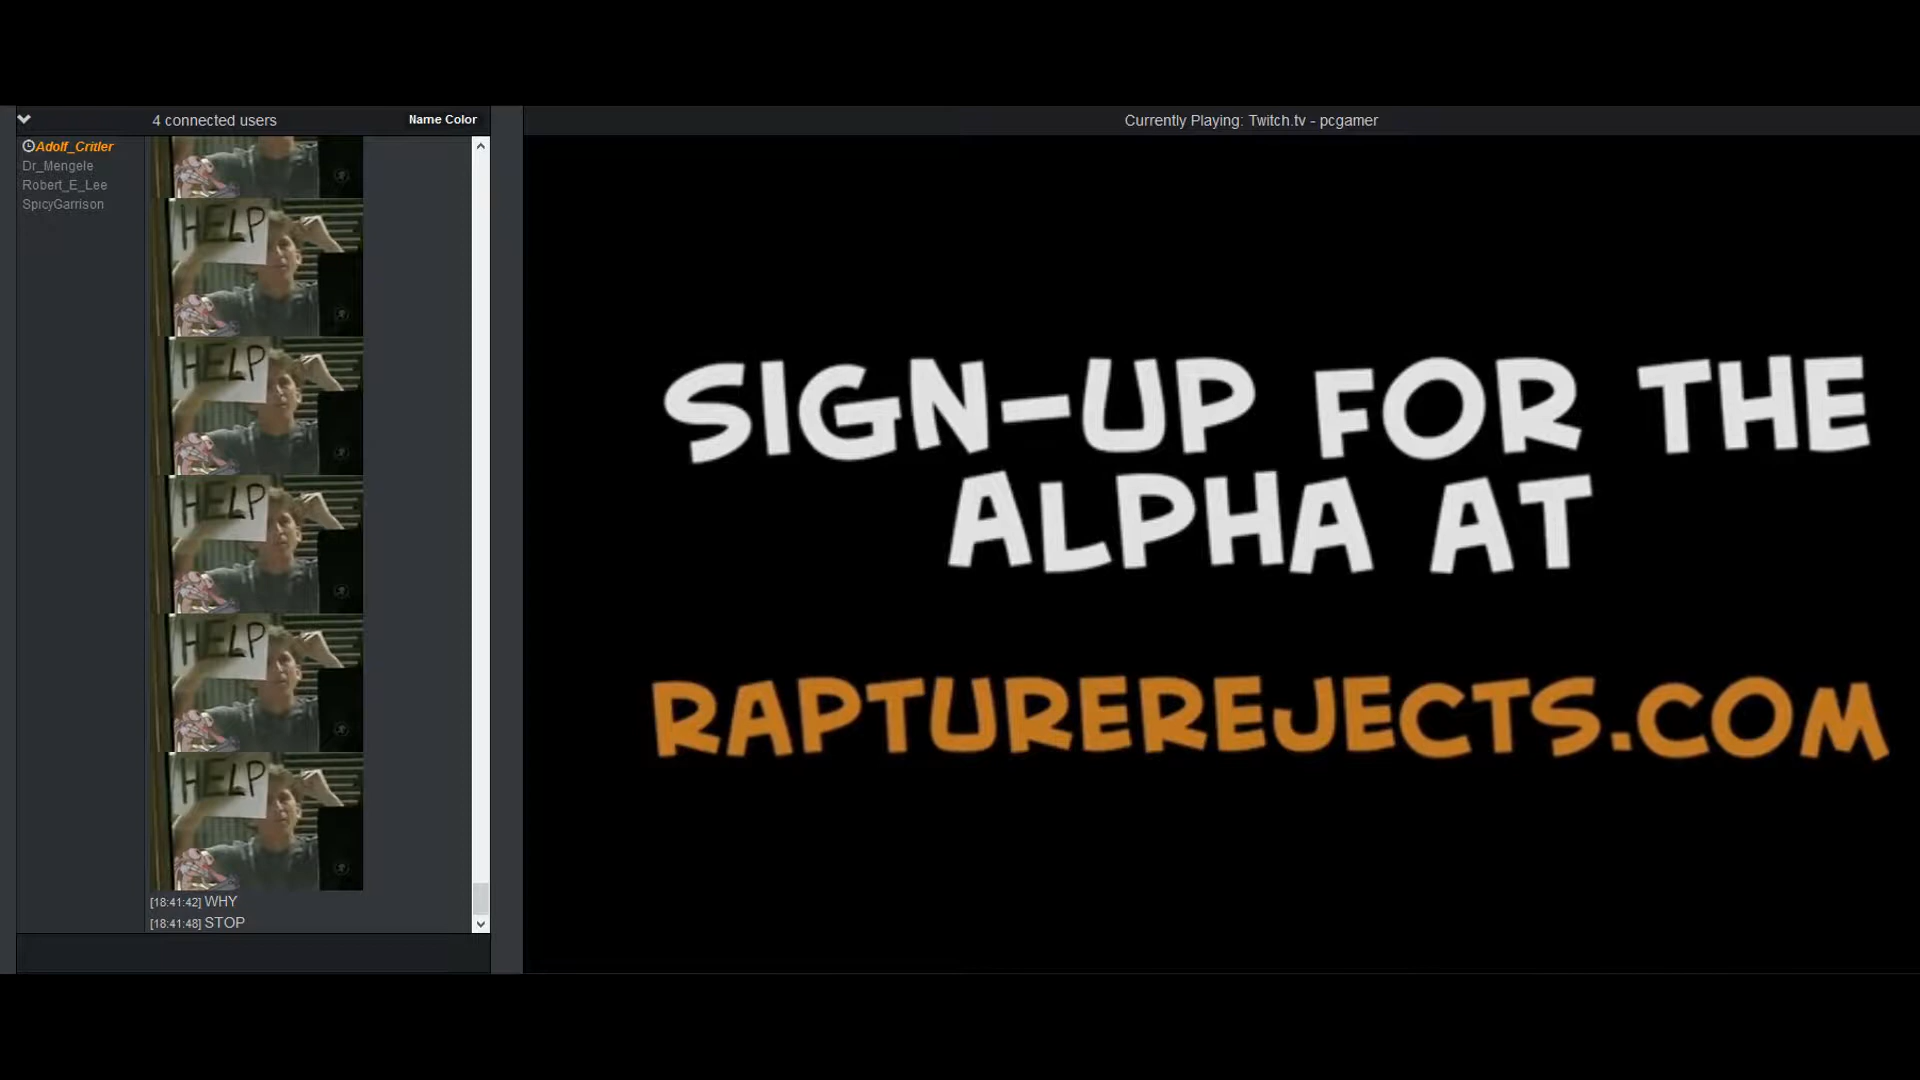 4 connected users
Name Color
Currently Playing: Twitch.tv - pcgamer
Adolf_Critler
Dr_Mengele
Robert_E_Lee
SpicyGarrison
HELP
HELP
HELP
HELP
HELP
[18:41:42] WHY
[18:41:48] STOP
SIGN-UP FOR THE
ALPHA AT
RAPTUREREJECTS.COM